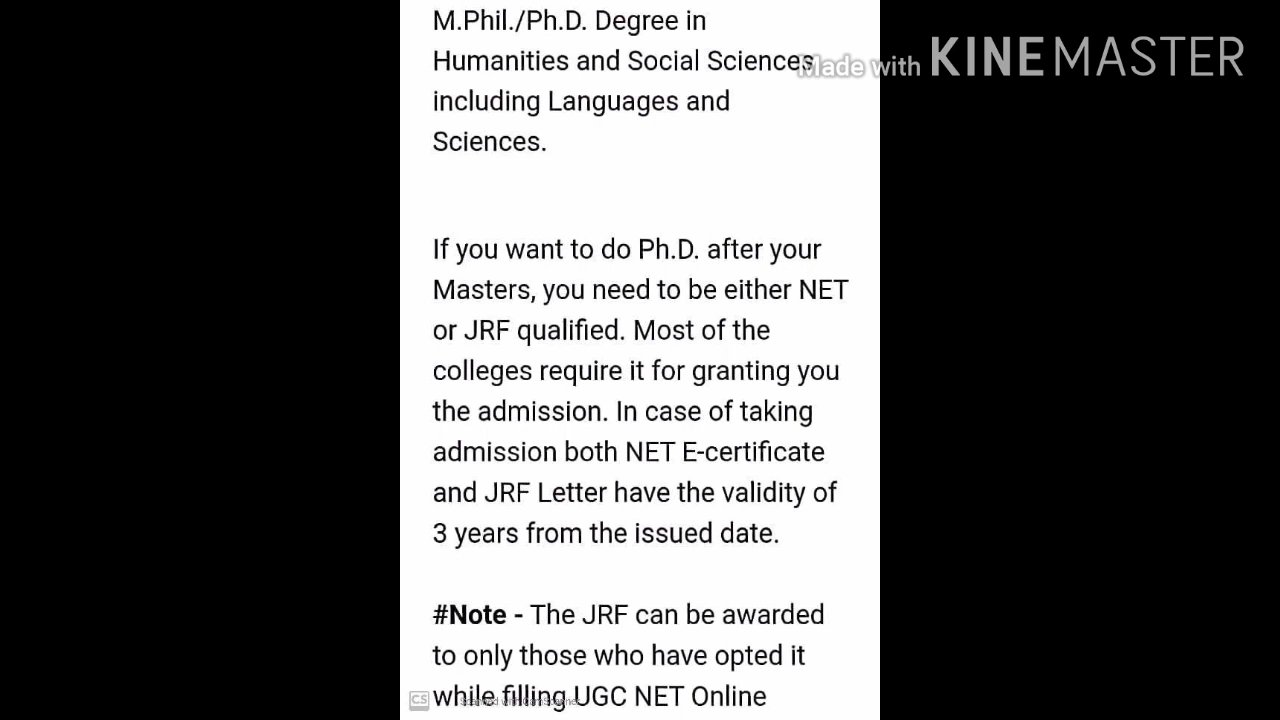 M.Phil./Ph.D. Degree in
Humanities and Social Sciences
including Languages and
Sciences.
Made with KINEMASTER
If you want to do Ph.D. after your
Masters, you need to be either NET
or JRF qualified. Most of the
colleges require it for granting you
the admission. In case of taking
admission both NET E-certificate
and JRF Letter have the validity of
3 years from the issued date.
#Note - The JRF can be awarded
to only those who have opted it
while filling UGC NET Online
CS Scanned with CamScanner